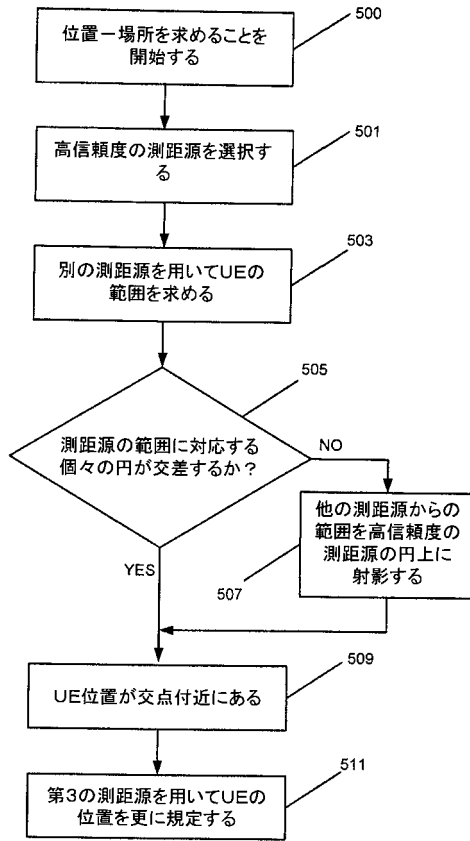 500
位置－場所を求めることを
開始する
501
高信頼度の測距源を選択す
る
503
別の測距源を用いてUEの
範囲を求める
505
測距源の範囲に対応する
個々の円が交差するか？
NO
YES
他の測距源からの
範囲を高信頼度の
測距源の円上に
射影する
507
509
UE位置が交点付近にある
511
第3の測距源を用いてUEの
位置を更に規定する